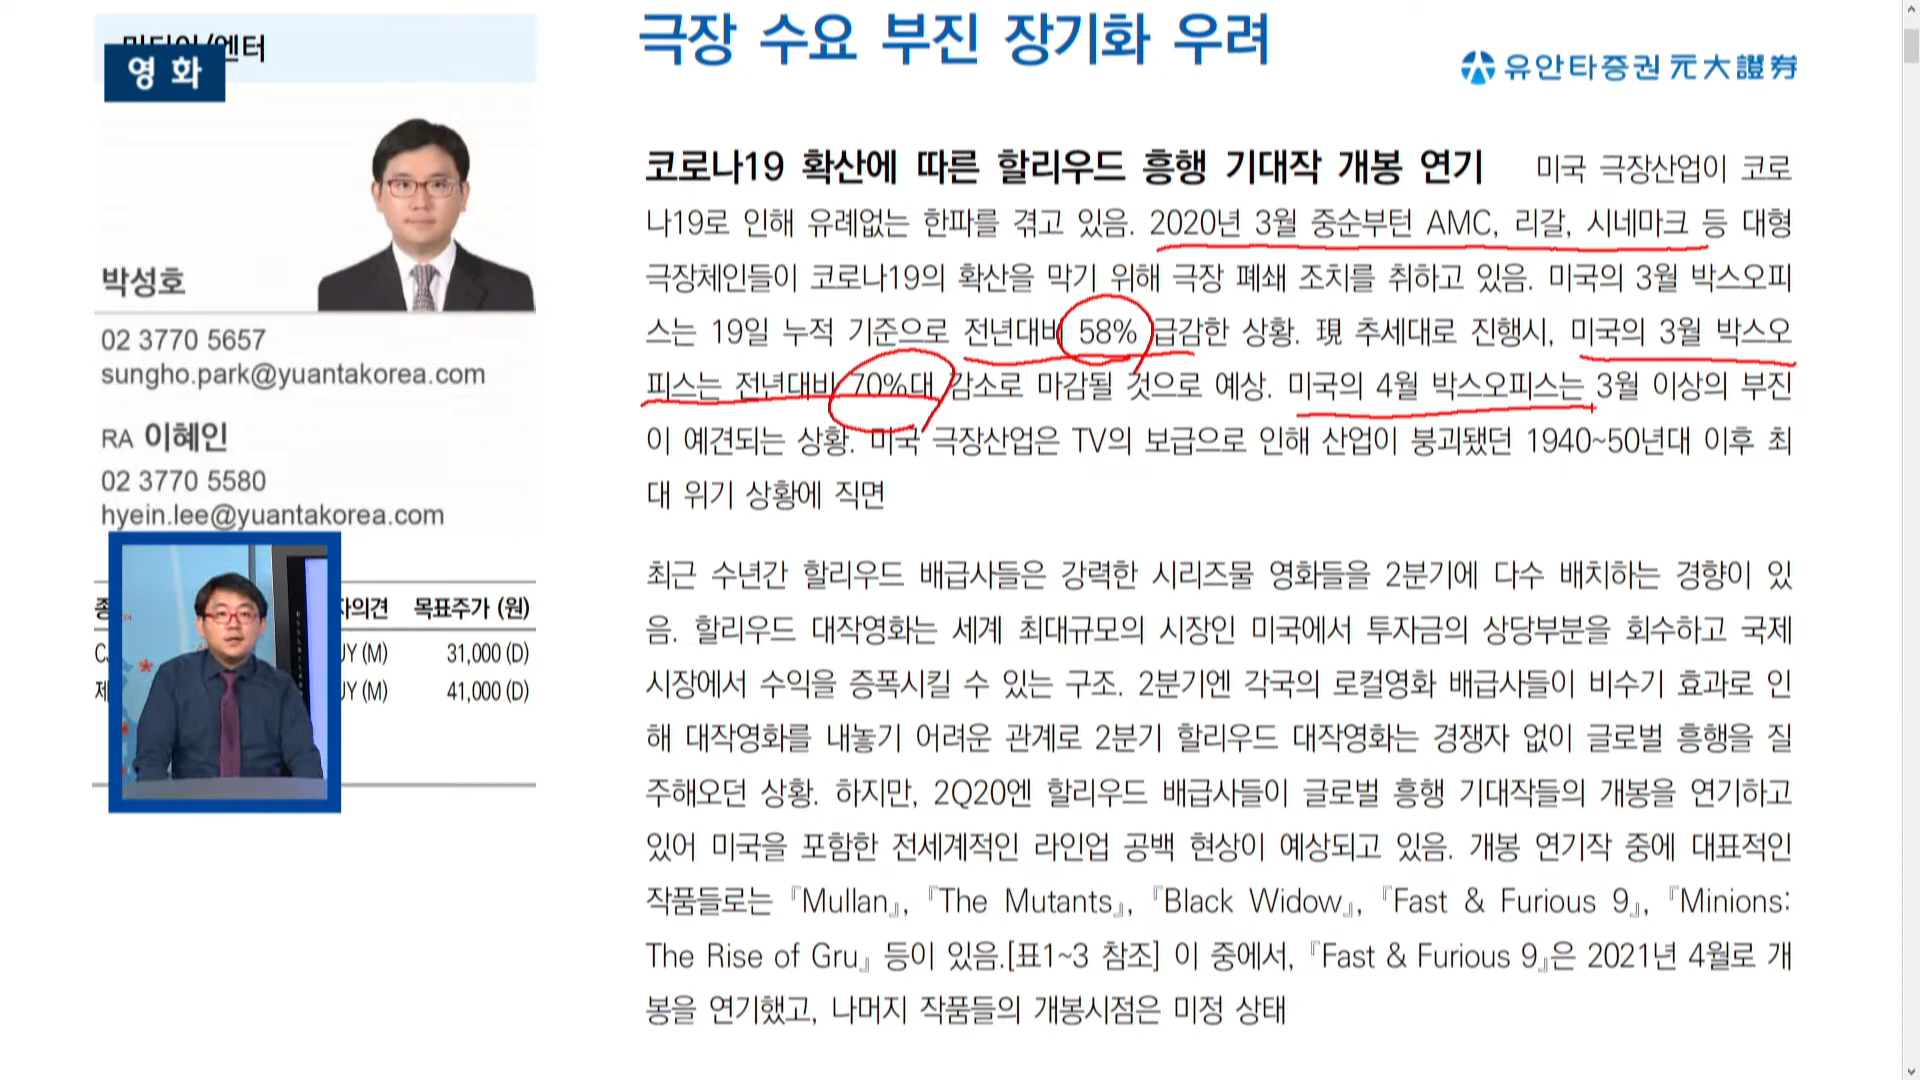 극장 수요 부진 장기화 우려
유안타증권 元大證券
/엔터
영화
박성호
02 3770 5657
sungho.park@yuantakorea.com
RA 이혜인
02 3770 5580
hyein.lee@yuantakorea.com
종 자의견 목표주가 (원)
UY (M) 31,000 (D)
제 UY (M) 41,000 (D)
코로나19 확산에 따른 할리우드 흥행 기대작 개봉 연기 미국 극장산업이 코로
나19로 인해 유례없는 한파를 겪고 있음. 2020년 3월 중순부턴 AMC, 리갈, 시네마크 등 대형
극장체인들이 코로나19의 확산을 막기 위해 극장 폐쇄 조치를 취하고 있음. 미국의 3월 박스오피
스는 19일 누적 기준으로 전년대비 58% 급감한 상황. 現 추세대로 진행시, 미국의 3월 박스오
피스는 전년대비 70%대 감소로 마감될 것으로 예상. 미국의 4월 박스오피스는 3월 이상의 부진
이 예견되는 상황. 미국 극장산업은 TV의 보급으로 인해 산업이 붕괴됐던 1940~50년대 이후 최
대 위기 상황에 직면
최근 수년간 할리우드 배급사들은 강력한 시리즈물 영화들을 2분기에 다수 배치하는 경향이 있
음. 할리우드 대작영화는 세계 최대규모의 시장인 미국에서 투자금의 상당부분을 회수하고 국제
시장에서 수익을 증폭시킬 수 있는 구조. 2분기엔 각국의 로컬영화 배급사들이 비수기 효과로 인
해 대작영화를 내놓기 어려운 관계로 2분기 할리우드 대작영화는 경쟁자 없이 글로벌 흥행을 질
주해오던 상황. 하지만, 2Q20엔 할리우드 배급사들이 글로벌 흥행 기대작들의 개봉을 연기하고
있어 미국을 포함한 전세계적인 라인업 공백 현상이 예상되고 있음. 개봉 연기작 중에 대표적인
작품들로는 『Mullan』, 『The Mutants』, 『Black Widow』, 『Fast & Furious 9』, 『Minions:
The Rise of Gru』 등이 있음.[표1~3 참조] 이 중에서, 『Fast & Furious 9』은 2021년 4월로 개
봉을 연기했고, 나머지 작품들의 개봉시점은 미정 상태